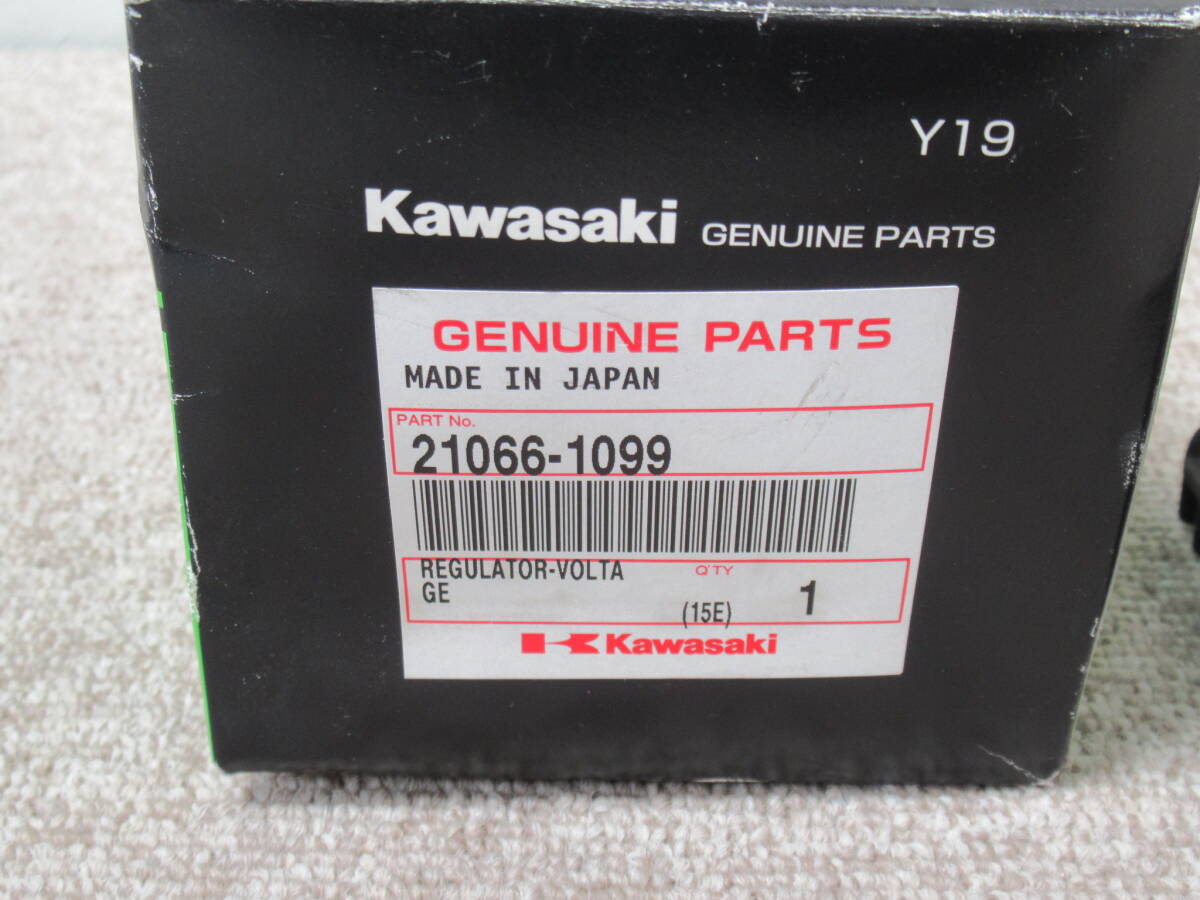 Y19
Kawasaki GENUINE PARTS
GENUINE PARTS
MADE IN JAPAN
PART No.
21066-1099
REGULATOR-VOLTA Q'TY
GE (15E) 1
Kawasaki